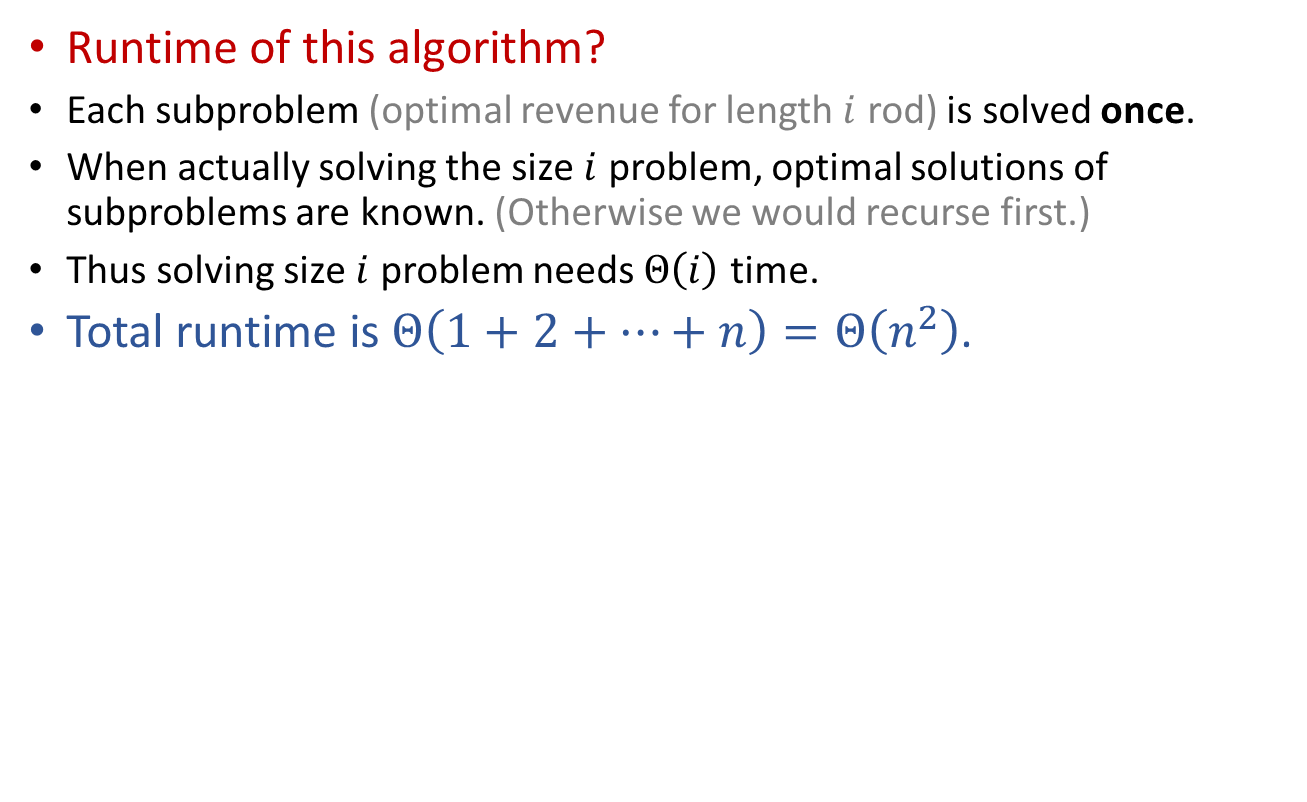 • Runtime of this algorithm?
• Each subproblem (optimal revenue for length i rod) is solved once.
• When actually solving the size i problem, optimal solutions of
subproblems are known. (Otherwise we would recurse first.)
• Thus solving size i problem needs Θ(i) time.
• Total runtime is Θ(1 + 2 + ⋯ + n) = Θ(n²).